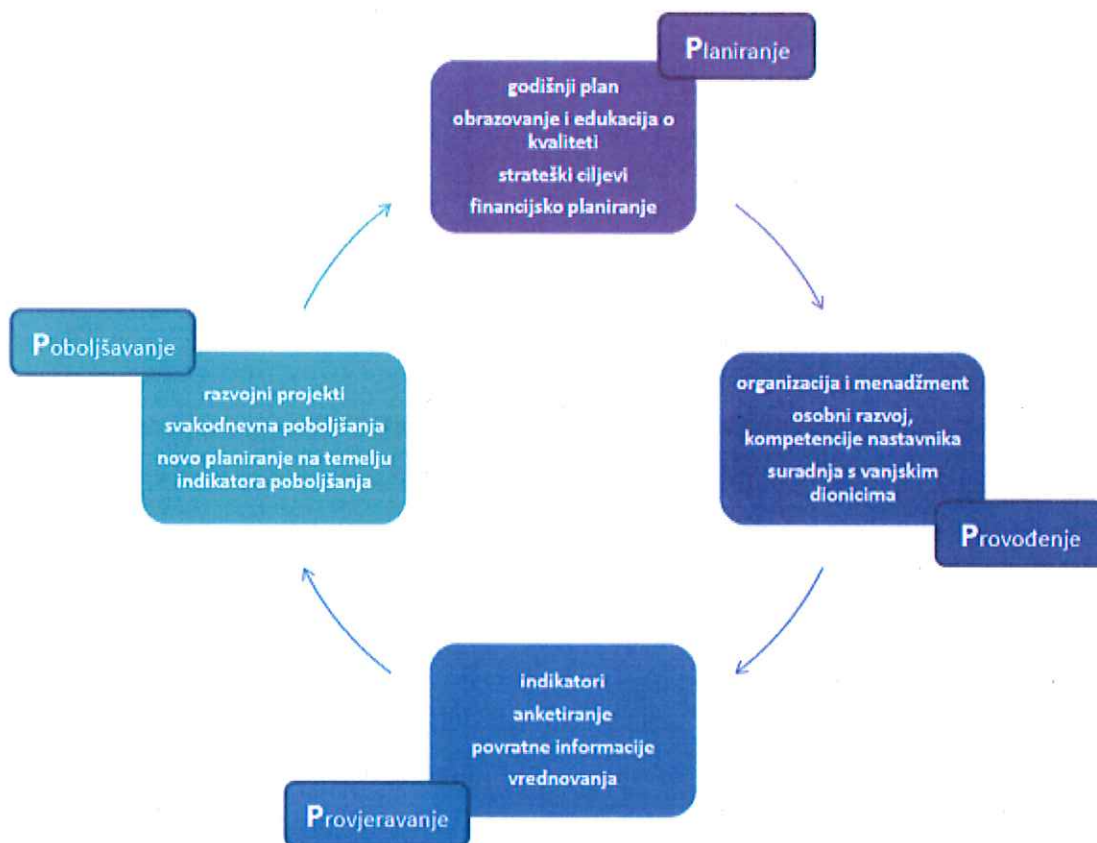 Planiranje
godišnji plan
obrazovanje i edukacija o
kvaliteti
strateški ciljevi
financijsko planiranje
Poboljšavanje
razvojni projekti
svakodnevna poboljšanja
novo planiranje na temelju
indikatora poboljšanja
organizacija i menadžment
osobni razvoj,
kompetencije nastavnika
suradnja s vanjskim
dionicima
Provođenje
indikatori
anketiranje
povratne informacije
vrednovanja
Provjeravanje